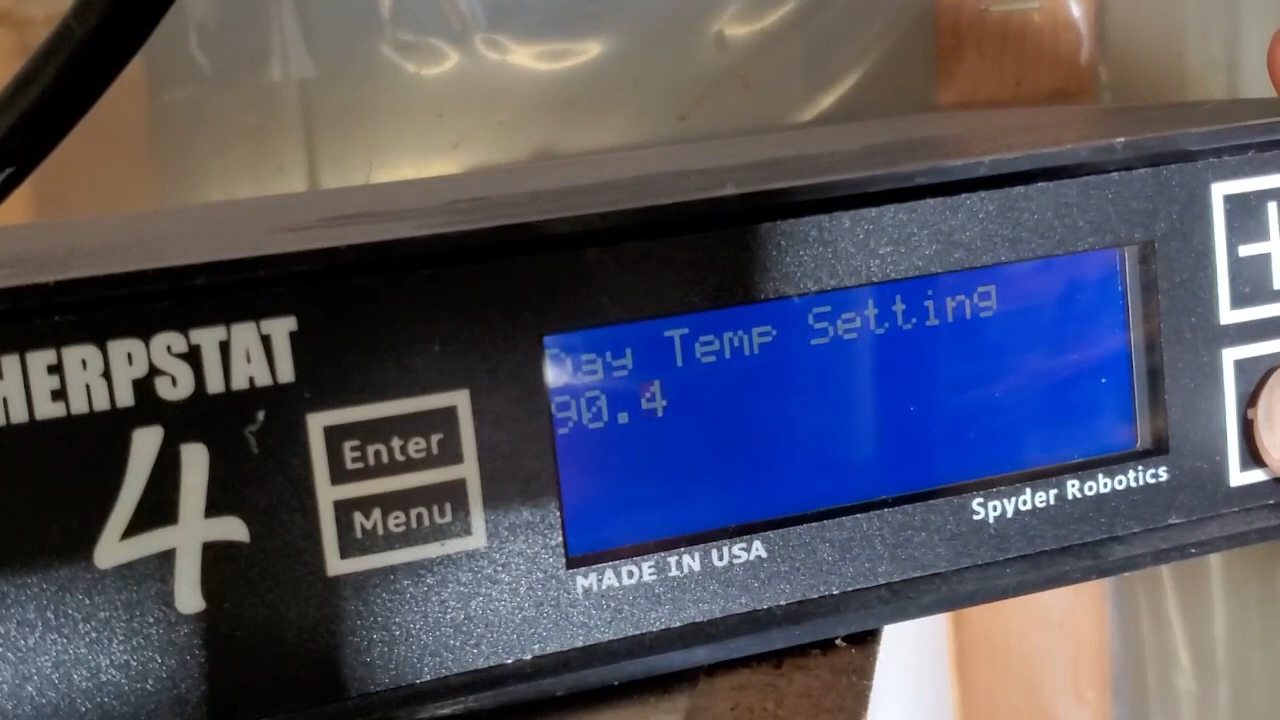 HERPSTAT
4
Enter
Menu
Day Temp Setting
90.4
MADE IN USA
Spyder Robotics
+